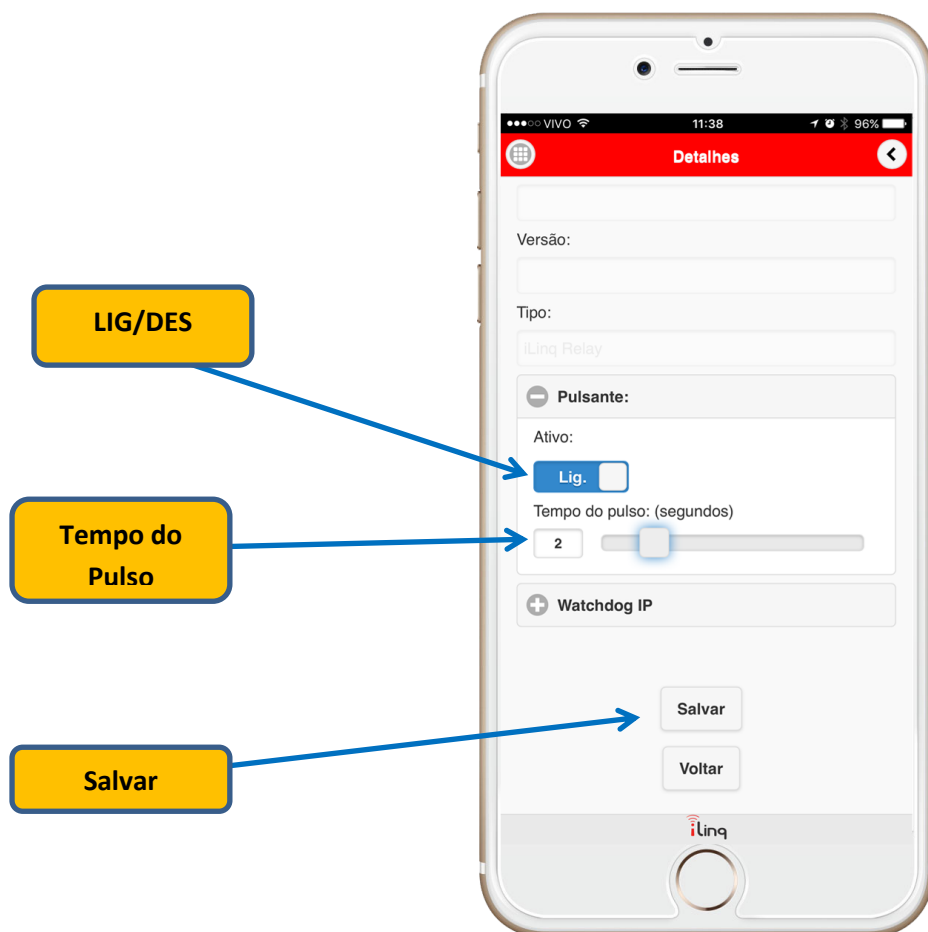 VIVO
11:38
96%
Detalhes
Versão:
Tipo:
iLinq Relay
LIG/DES
Pulsante:
Ativo:
Lig.
Tempo do
Pulso
Tempo do pulso: (segundos)
2
Watchdog IP
Salvar
Salvar
Voltar
iLinq